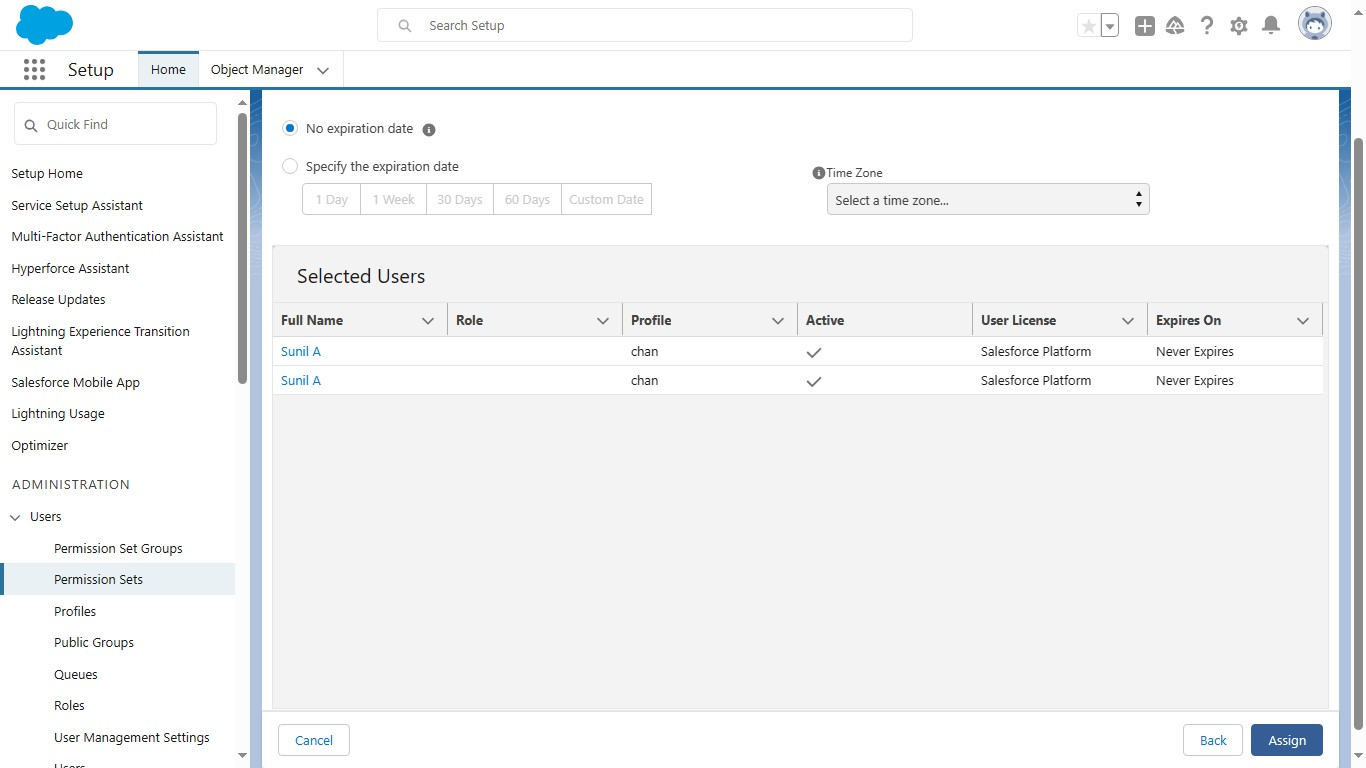 Search Setup
Setup
Home
Object Manager
Quick Find
Setup Home
Service Setup Assistant
Multi-Factor Authentication Assistant
Hyperforce Assistant
Release Updates
Lightning Experience Transition
Assistant
Salesforce Mobile App
Lightning Usage
Optimizer
ADMINISTRATION
Users
Permission Set Groups
Permission Sets
Profiles
Public Groups
Queues
Roles
User Management Settings
Users
No expiration date
Specify the expiration date
1 Day 1 Week 30 Days 60 Days Custom Date
Time Zone
Select a time zone...
Selected Users
Full Name Role Profile Active User License Expires On
Sunil A chan Salesforce Platform Never Expires
Sunil A chan Salesforce Platform Never Expires
Cancel Back Assign